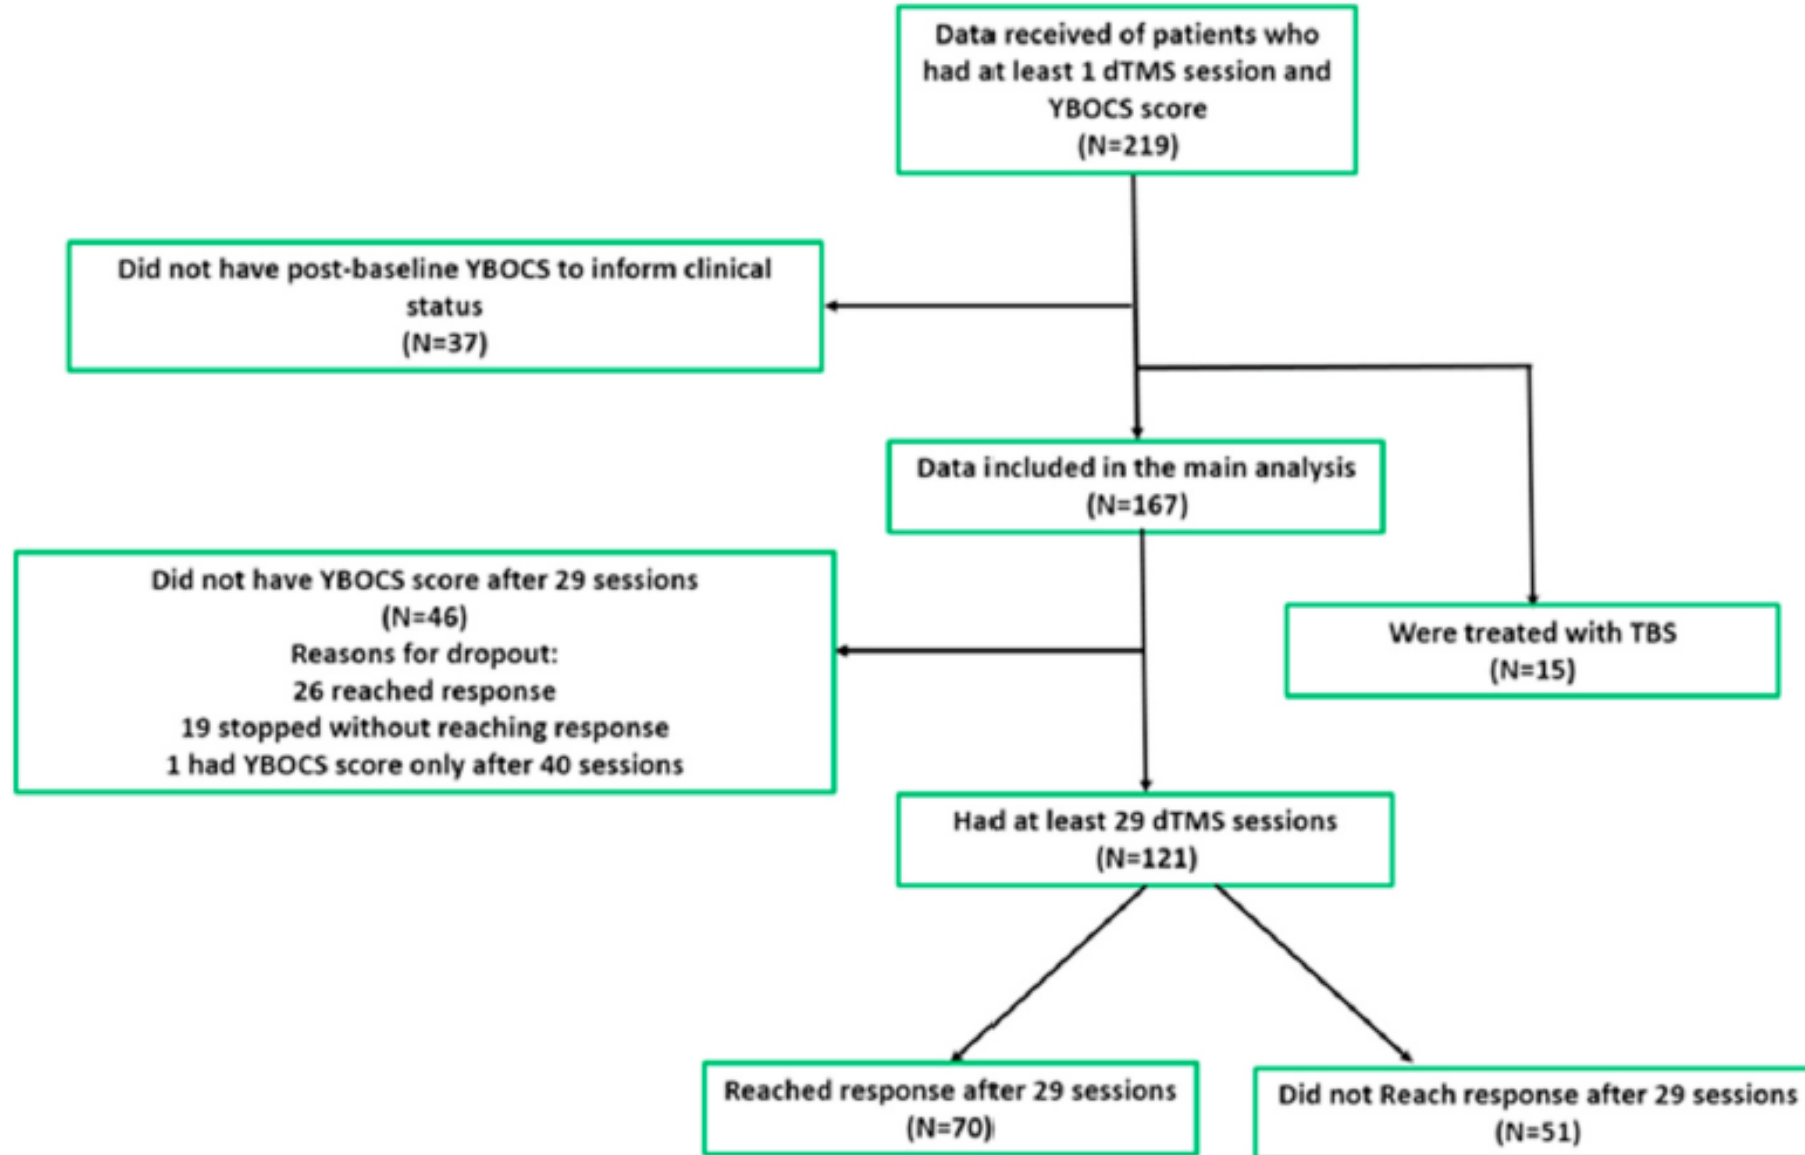 Data received of patients who
had at least 1 dTMS session and
YBOCS score
(N=219)
Did not have post-baseline YBOCS to inform clinical
status
(N=37)
Data included in the main analysis
(N=167)
Did not have YBOCS score after 29 sessions
(N=46)
Reasons for dropout:
26 reached response
19 stopped without reaching response
1 had YBOCS score only after 40 sessions
Were treated with TBS
(N=15)
Had at least 29 dTMS sessions
(N=121)
Reached response after 29 sessions
(N=70)
Did not Reach response after 29 sessions
(N=51)